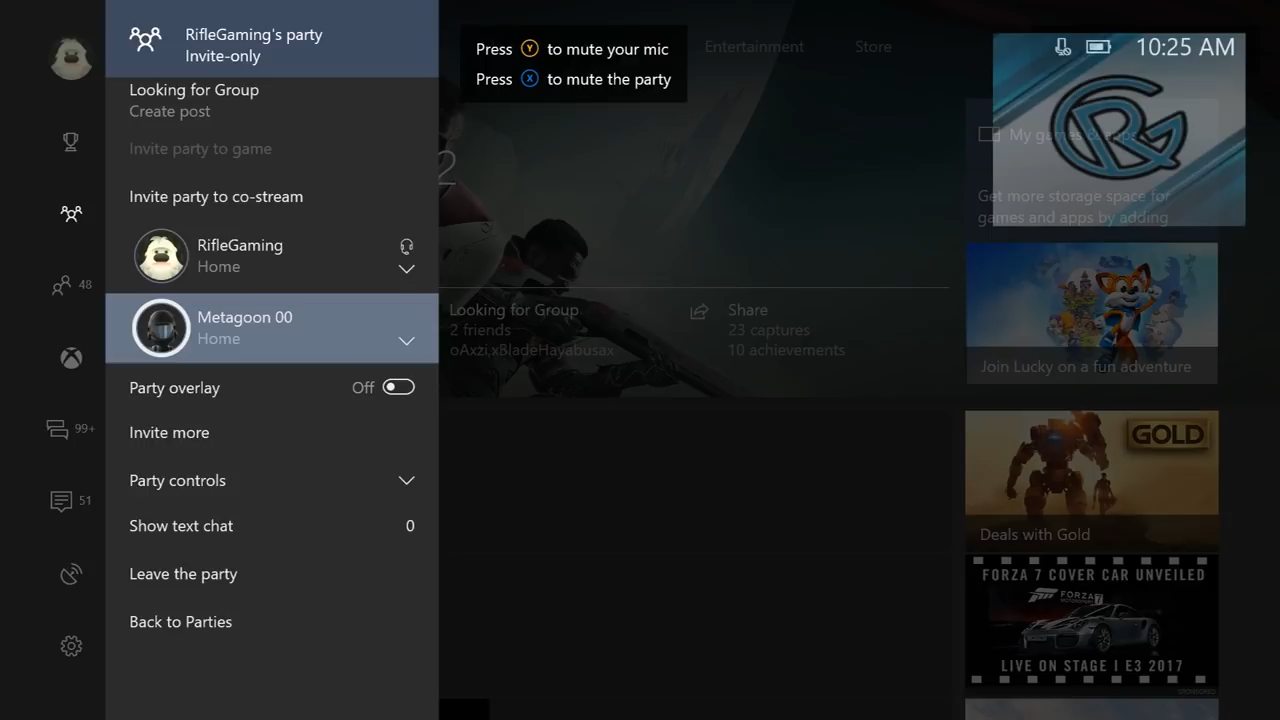 RifleGaming's party
Invite-only
Looking for Group
Create post
Invite party to game
Invite party to co-stream
RifleGaming
Home
Metagoon 00
Home
Party overlay Off
Invite more
Party controls
Show text chat 0
Leave the party
Back to Parties
48
99+
51
Press Y to mute your mic
Press X to mute the party
Entertainment
Store
10:25 AM
RG
2
My games & apps
Get more storage space for
games and apps by adding
Looking for Group
2 friends
oAxzi,xBladeHayabusax
Share
23 captures
10 achievements
Join Lucky on a fun adventure
GOLD
Deals with Gold
FORZA 7 COVER CAR UNVEILED
FORZA
MOTORSPORT 7
LIVE ON STAGE | E3 2017
SPONSORED